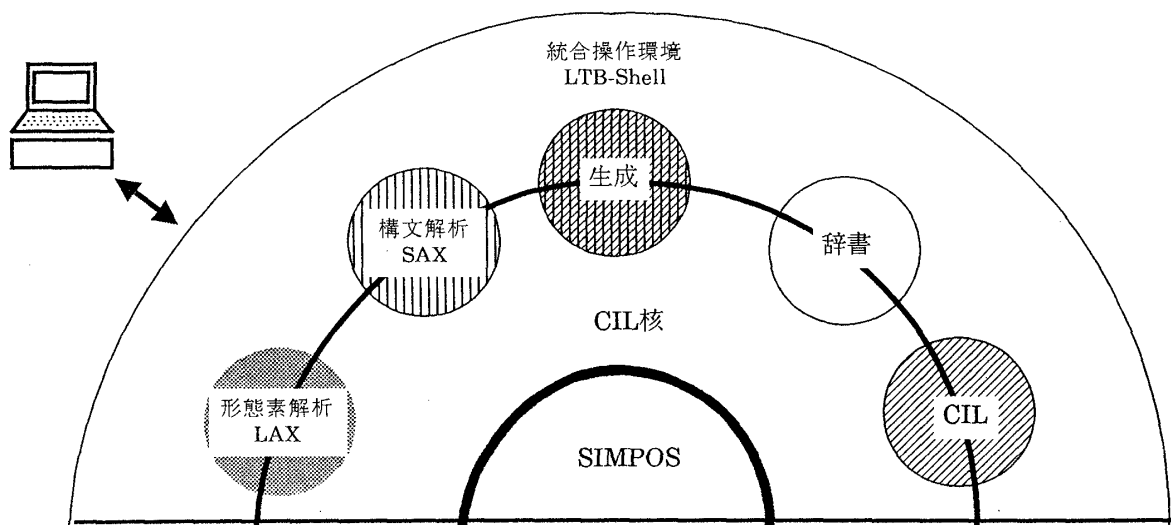 統合操作環境
LTB-Shell
生成
構文解析
SAX
辞書
CIL核
形態素解析
LAX
CIL
SIMPOS